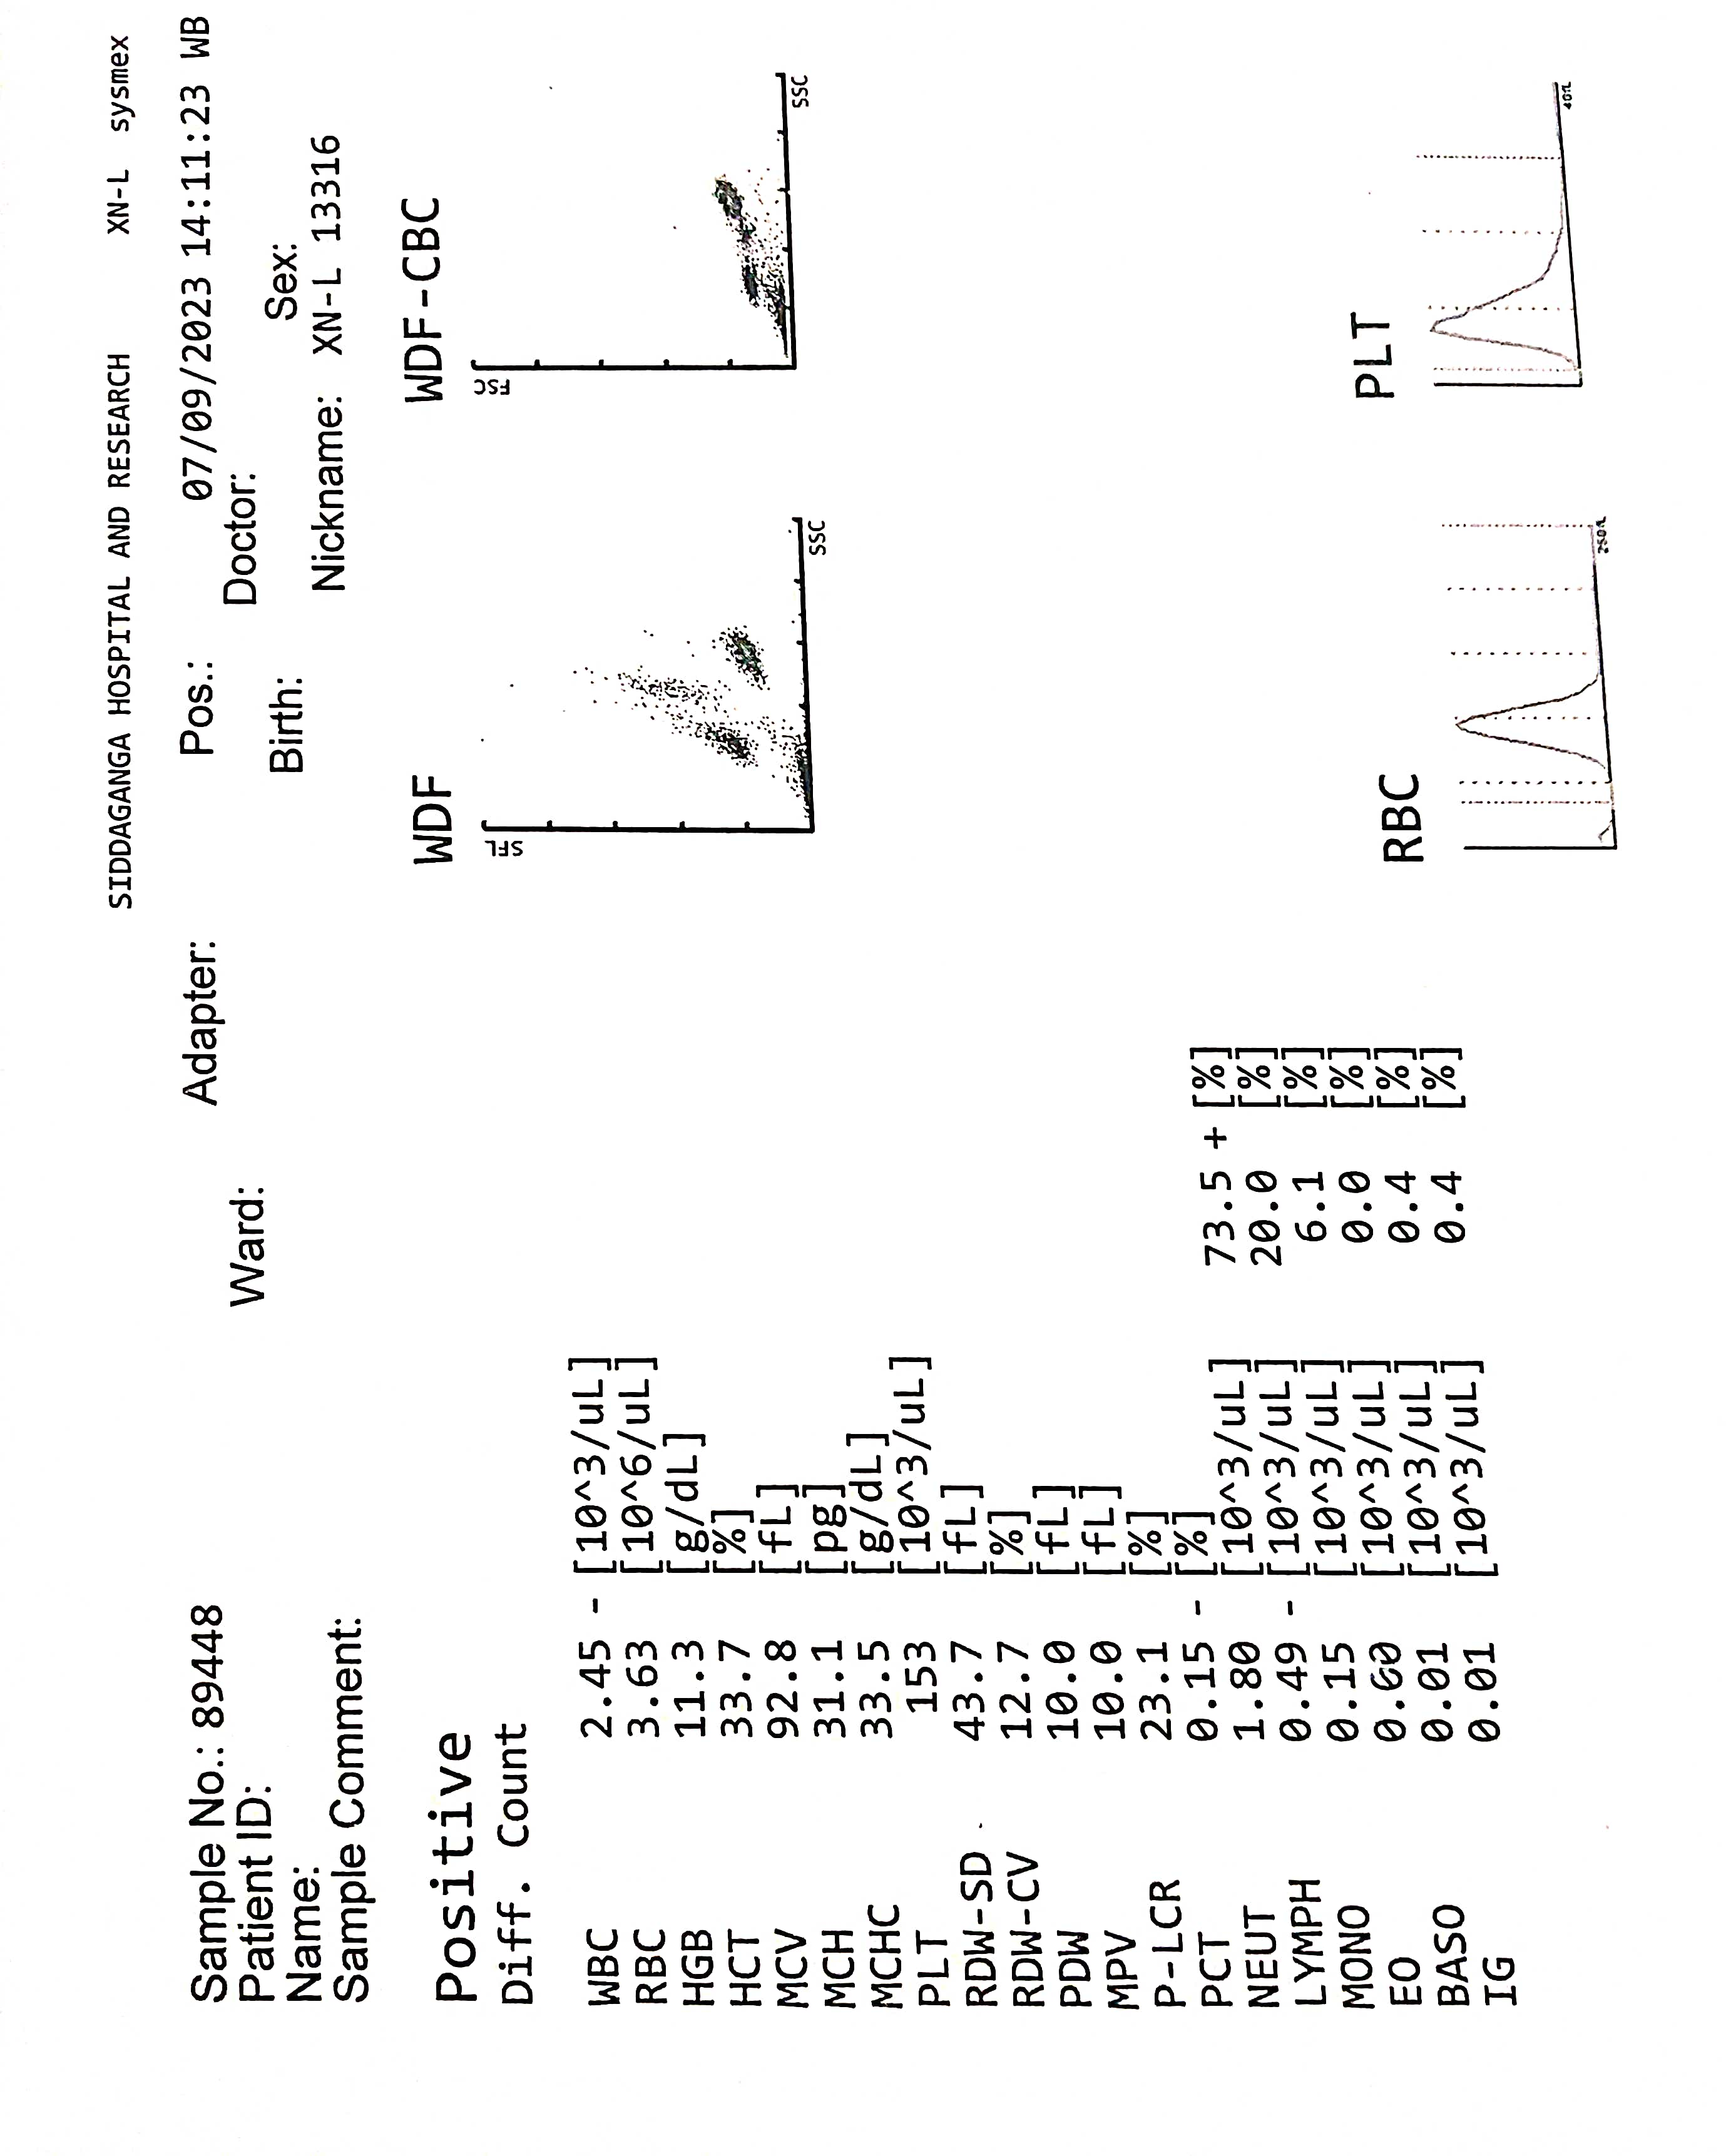 SIDDAGANGA HOSPITAL AND RESEARCH XN-L sysmex
Sample No.: 89448 Adapter: Pos.: 07/09/2023 14:11:23 WB
Patient ID: Ward: Doctor:
Name: Birth: Sex:
Sample Comment: Nickname: XN-L 13316
Positive
Diff. Count
WDF
SFL
SSC
WDF-CBC
FSC
SSC
WBC 2.45 - [10^3/uL]
RBC 3.63 [10^6/uL]
HGB 11.3 [g/dL]
HCT 33.7 [%]
MCV 92.8 [fL]
MCH 31.1 [pg]
MCHC 33.5 [g/dL]
PLT 153 [10^3/uL]
RDW-SD 43.7 [fL]
RDW-CV 12.7 [%]
PDW 10.0 [fL]
MPV 10.0 [fL]
P-LCR 23.1 [%]
PCT 0.15 - [%]
NEUT 1.80 [10^3/uL] 73.5 + [%]
LYMPH 0.49 - [10^3/uL] 20.0 [%]
MONO 0.15 [10^3/uL] 6.1 [%]
EO 0.00 [10^3/uL] 0.0 [%]
BASO 0.01 [10^3/uL] 0.4 [%]
IG 0.01 [10^3/uL] 0.4 [%]
RBC
250fL
PLT
40fL